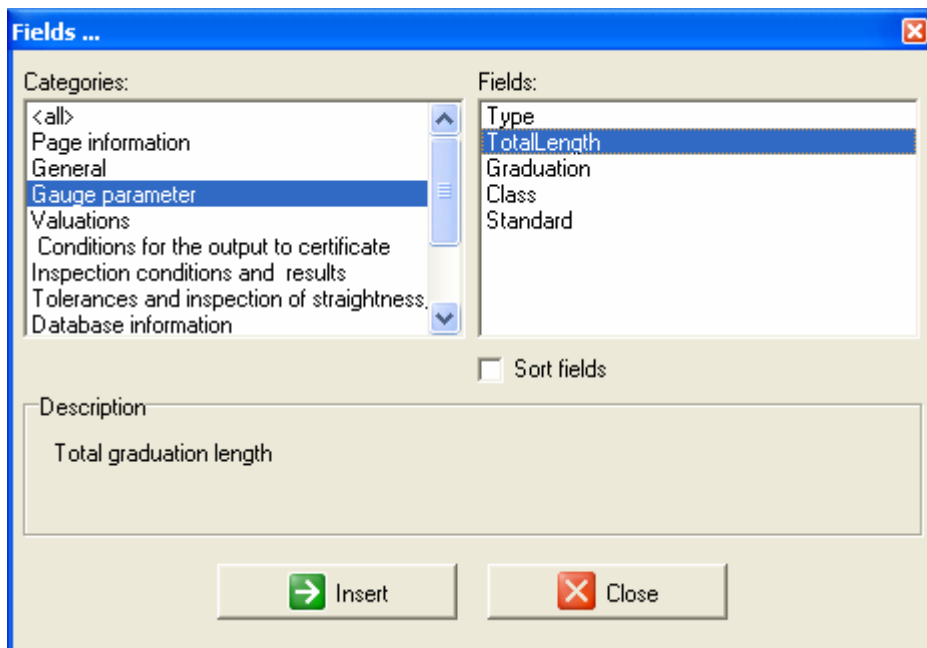 Fields ...
Categories:
<all>
Page information
General
Gauge parameter
Valuations
Conditions for the output to certificate
Inspection conditions and  results
Tolerances and inspection of straightness,
Database information
Fields:
Type
TotalLength
Graduation
Class
Standard
Sort fields
Description
Total graduation length
Insert
Close